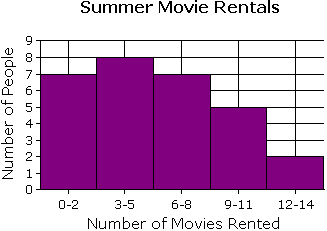 Summer Movie Rentals
Number of People
9
8
7
6
5
4
3
2
1
0
0-2 3-5 6-8 9-11 12-14
Number of Movies Rented